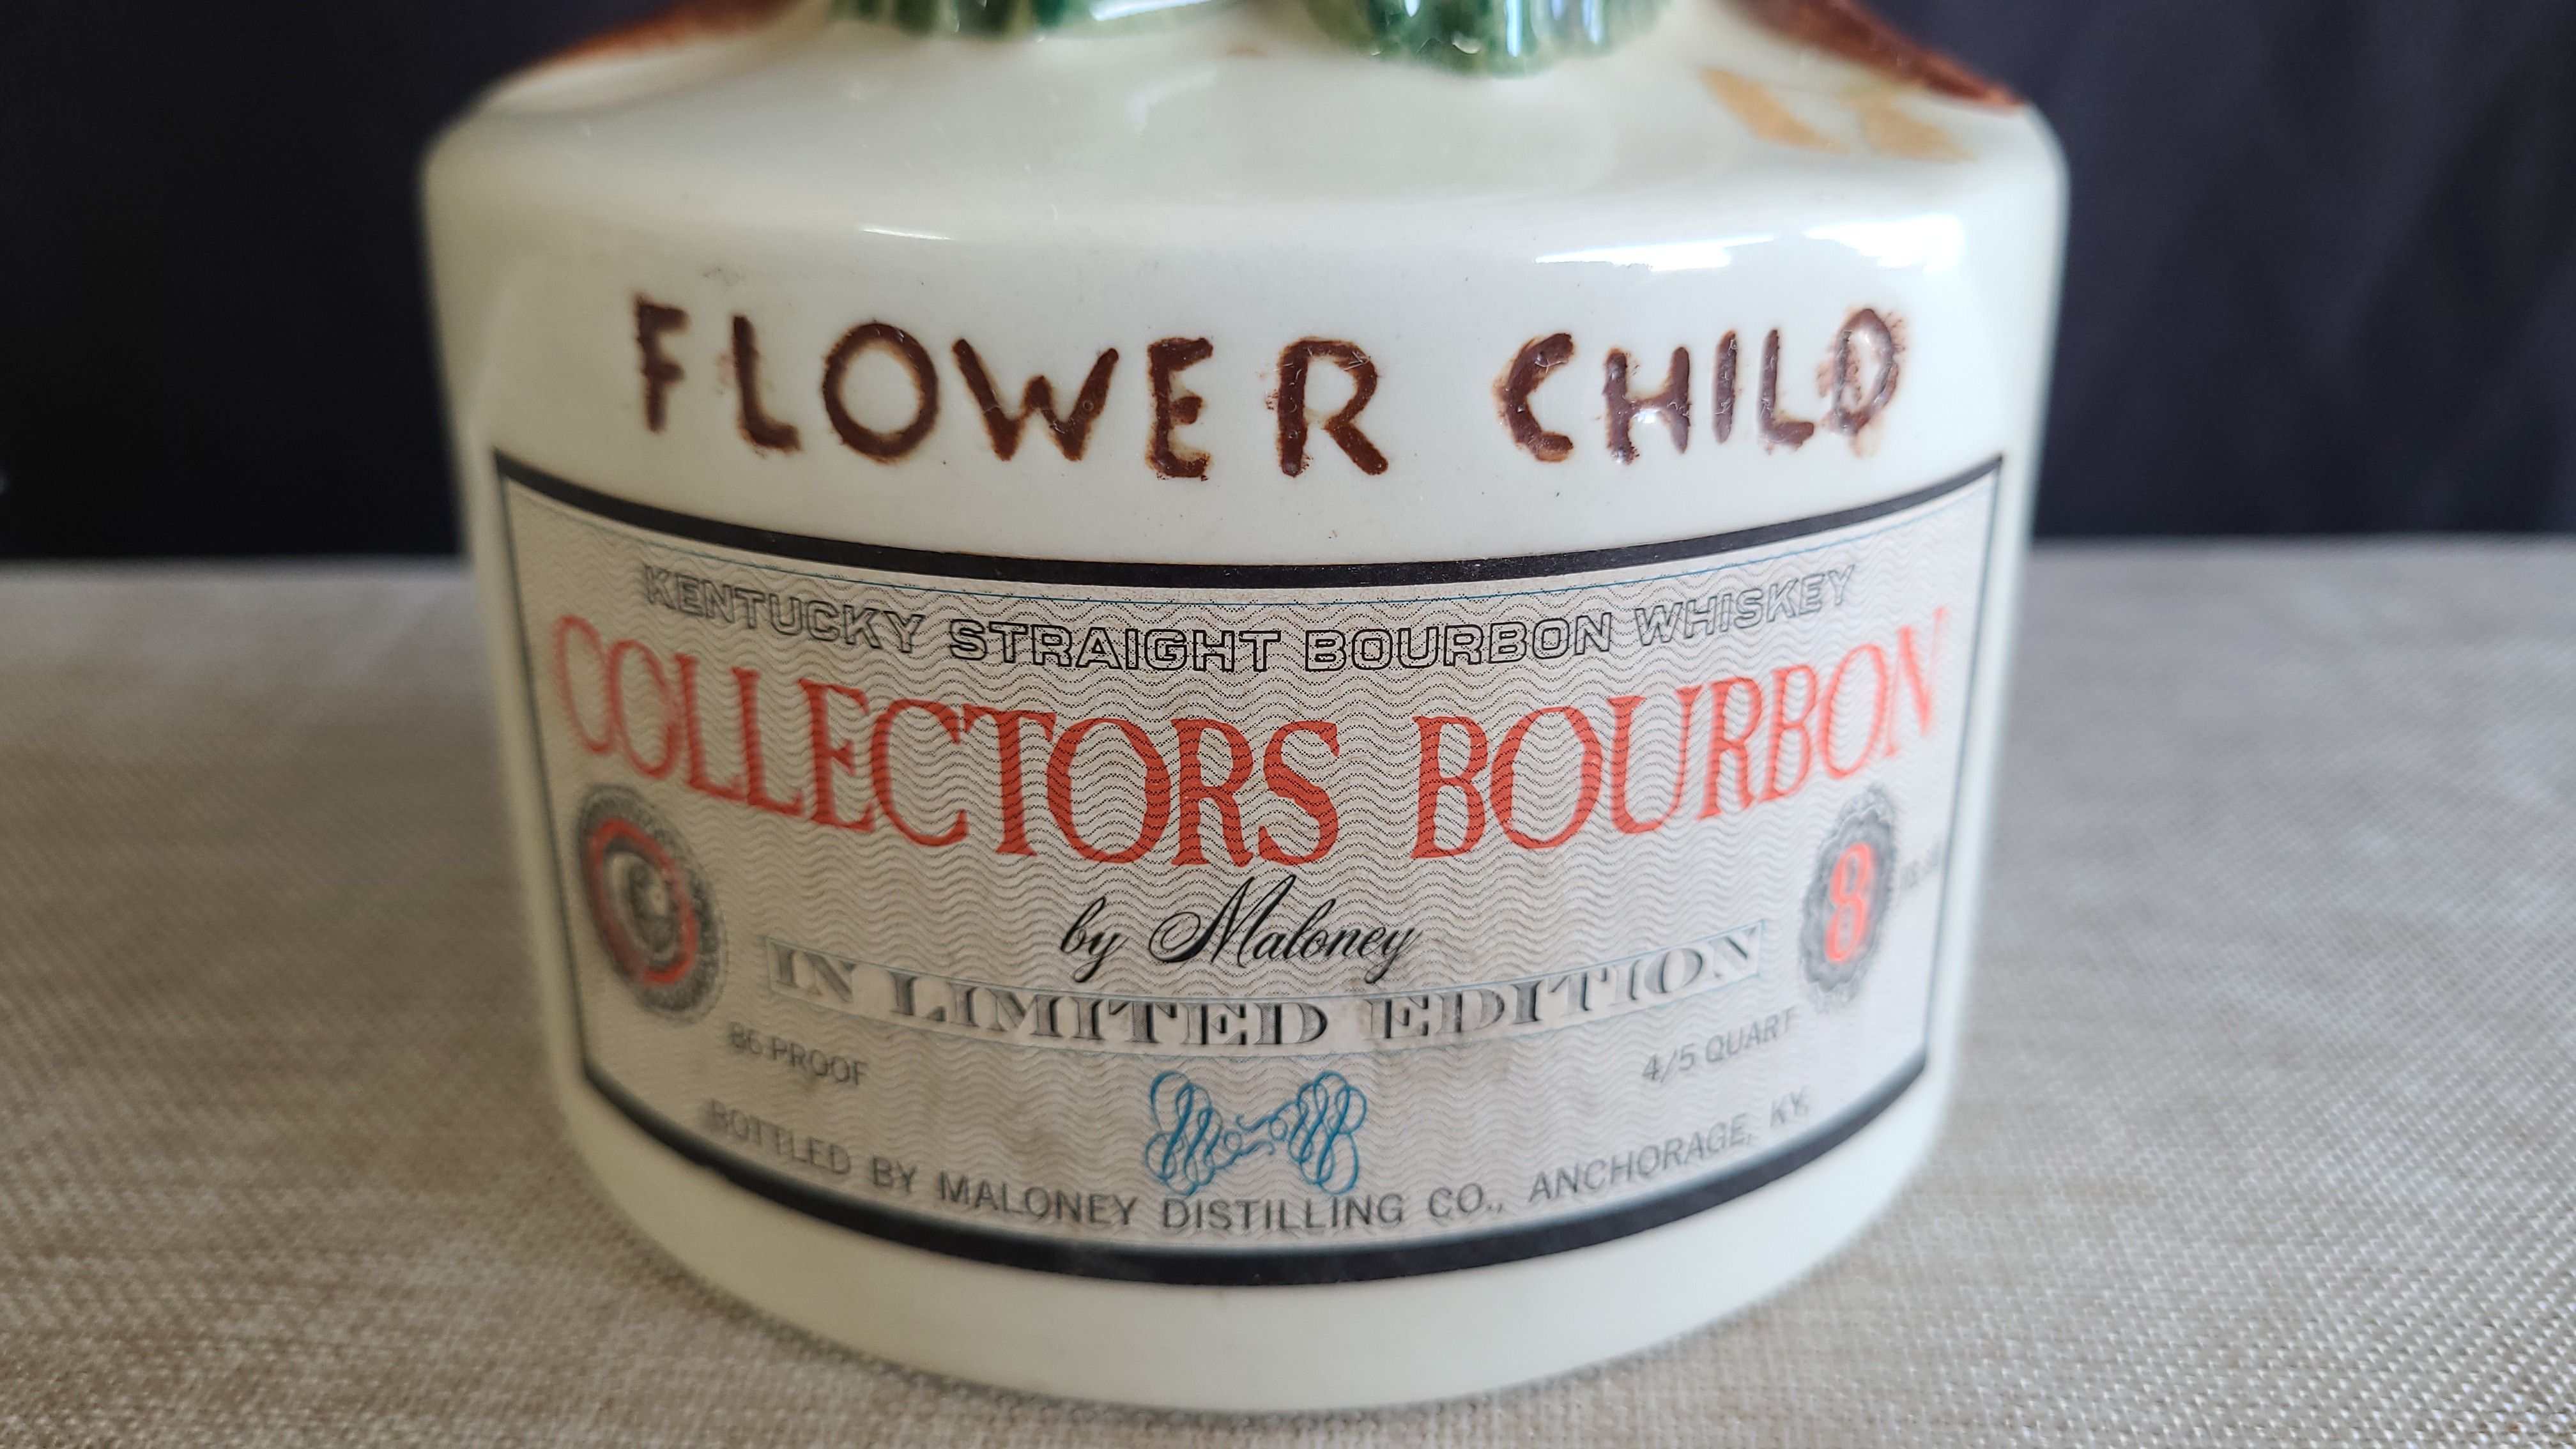 FLOWER CHILD
KENTUCKY STRAIGHT BOURBON WHISKEY
COLLECTORS BOURBON
by Maloney
C
8
IN LIMITED EDITION
86 PROOF
4/5 QUART
BOTTLED BY MALONEY DISTILLING CO., ANCHORAGE, KY.